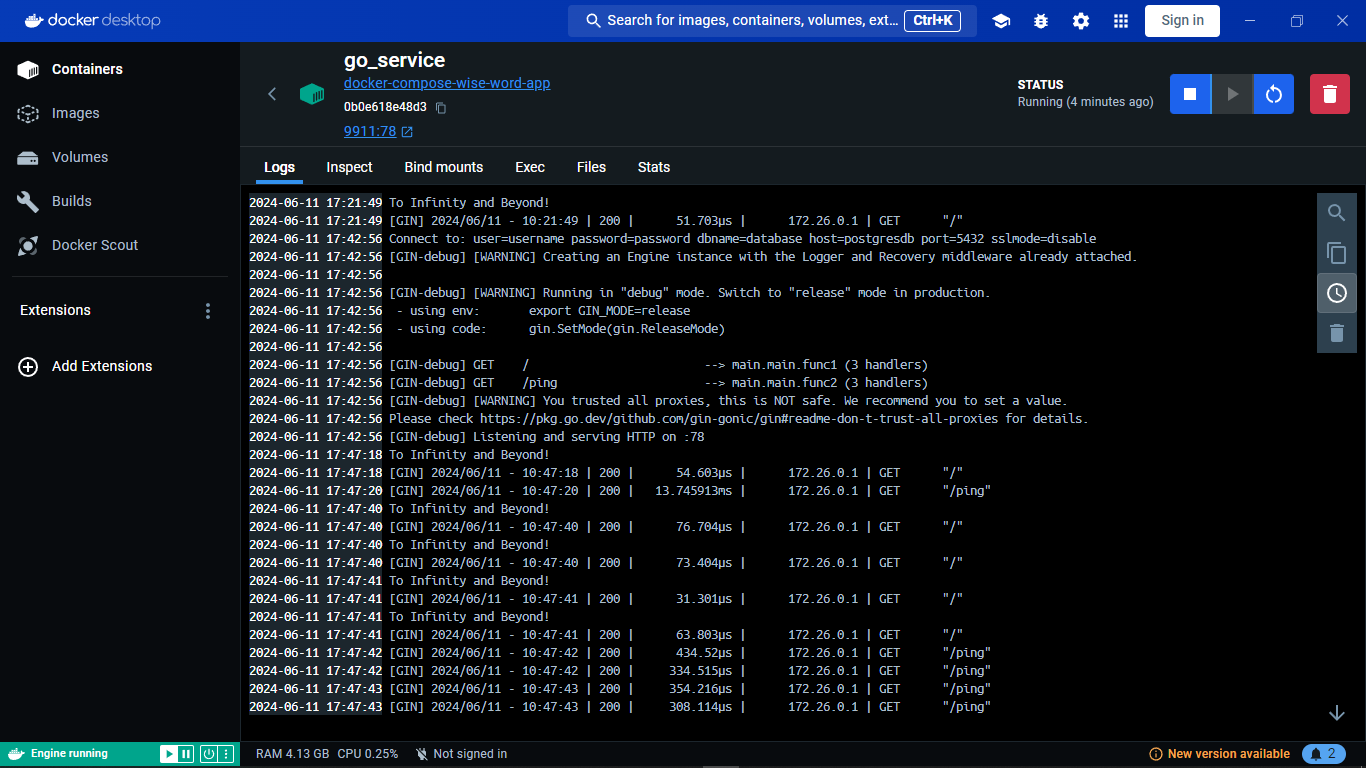 docker desktop
Search for images, containers, volumes, ext... Ctrl+K
Sign in
Containers
Images
Volumes
Builds
Docker Scout
Extensions
Add Extensions
go_service
docker-compose-wise-word-app
0b0e618e48d3
9911:78
STATUS
Running (4 minutes ago)
Logs Inspect Bind mounts Exec Files Stats
2024-06-11 17:21:49 To Infinity and Beyond!
2024-06-11 17:21:49 [GIN] 2024/06/11 - 10:21:49 | 200 | 51.703µs | 172.26.0.1 | GET "/"
2024-06-11 17:42:56 Connect to: user=username password=password dbname=database host=postgresdb port=5432 sslmode=disable
2024-06-11 17:42:56 [GIN-debug] [WARNING] Creating an Engine instance with the Logger and Recovery middleware already attached.
2024-06-11 17:42:56
2024-06-11 17:42:56 [GIN-debug] [WARNING] Running in "debug" mode. Switch to "release" mode in production.
2024-06-11 17:42:56 - using env: export GIN_MODE=release
2024-06-11 17:42:56 - using code: gin.SetMode(gin.ReleaseMode)
2024-06-11 17:42:56
2024-06-11 17:42:56 [GIN-debug] GET / --> main.main.func1 (3 handlers)
2024-06-11 17:42:56 [GIN-debug] GET /ping --> main.main.func2 (3 handlers)
2024-06-11 17:42:56 [GIN-debug] [WARNING] You trusted all proxies, this is NOT safe. We recommend you to set a value.
2024-06-11 17:42:56 Please check https://pkg.go.dev/github.com/gin-gonic/gin#readme-don-t-trust-all-proxies for details.
2024-06-11 17:42:56 [GIN-debug] Listening and serving HTTP on :78
2024-06-11 17:47:18 To Infinity and Beyond!
2024-06-11 17:47:18 [GIN] 2024/06/11 - 10:47:18 | 200 | 54.603µs | 172.26.0.1 | GET "/"
2024-06-11 17:47:20 [GIN] 2024/06/11 - 10:47:20 | 200 | 13.745913ms | 172.26.0.1 | GET "/ping"
2024-06-11 17:47:40 To Infinity and Beyond!
2024-06-11 17:47:40 [GIN] 2024/06/11 - 10:47:40 | 200 | 76.704µs | 172.26.0.1 | GET "/"
2024-06-11 17:47:40 To Infinity and Beyond!
2024-06-11 17:47:40 [GIN] 2024/06/11 - 10:47:40 | 200 | 73.404µs | 172.26.0.1 | GET "/"
2024-06-11 17:47:41 To Infinity and Beyond!
2024-06-11 17:47:41 [GIN] 2024/06/11 - 10:47:41 | 200 | 31.301µs | 172.26.0.1 | GET "/"
2024-06-11 17:47:41 To Infinity and Beyond!
2024-06-11 17:47:41 [GIN] 2024/06/11 - 10:47:41 | 200 | 63.803µs | 172.26.0.1 | GET "/"
2024-06-11 17:47:42 [GIN] 2024/06/11 - 10:47:42 | 200 | 434.52µs | 172.26.0.1 | GET "/ping"
2024-06-11 17:47:42 [GIN] 2024/06/11 - 10:47:42 | 200 | 334.515µs | 172.26.0.1 | GET "/ping"
2024-06-11 17:47:43 [GIN] 2024/06/11 - 10:47:43 | 200 | 354.216µs | 172.26.0.1 | GET "/ping"
2024-06-11 17:47:43 [GIN] 2024/06/11 - 10:47:43 | 200 | 308.114µs | 172.26.0.1 | GET "/ping"
Engine running
RAM 4.13 GB CPU 0.25% Not signed in
New version available
2